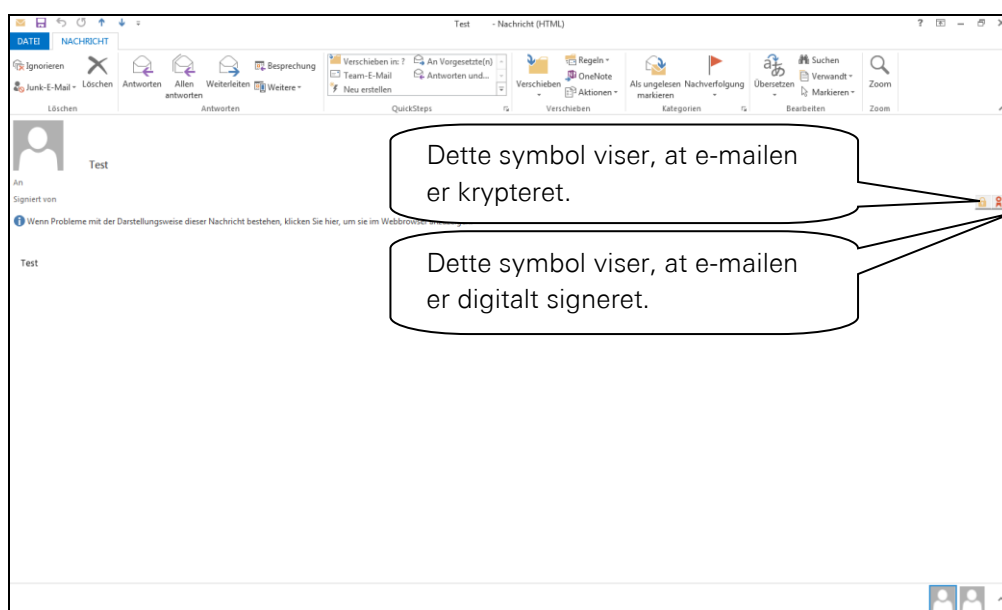 Test - Nachricht (HTML)
DATEI NACHRICHT
Ignorieren
Junk-E-Mail
Löschen
Antworten
Allen antworten
Weiterleiten
Besprechung
Weitere
Verschieben in: ?
Team-E-Mail
Neu erstellen
An Vorgesetzte(n)
Antworten und...
Verschieben
Regeln
OneNote
Aktionen
Als ungelesen markieren
Nachverfolgung
Übersetzen
Suchen
Verwandt
Markieren
Zoom
Löschen Antworten QuickSteps Verschieben Kategorien Bearbeiten Zoom
Test
An
Signiert von
Wenn Probleme mit der Darstellungsweise dieser Nachricht bestehen, klicken Sie hier, um sie im Webbrowser
Test
Dette symbol viser, at e-mailen
er krypteret.
Dette symbol viser, at e-mailen
er digitalt signeret.